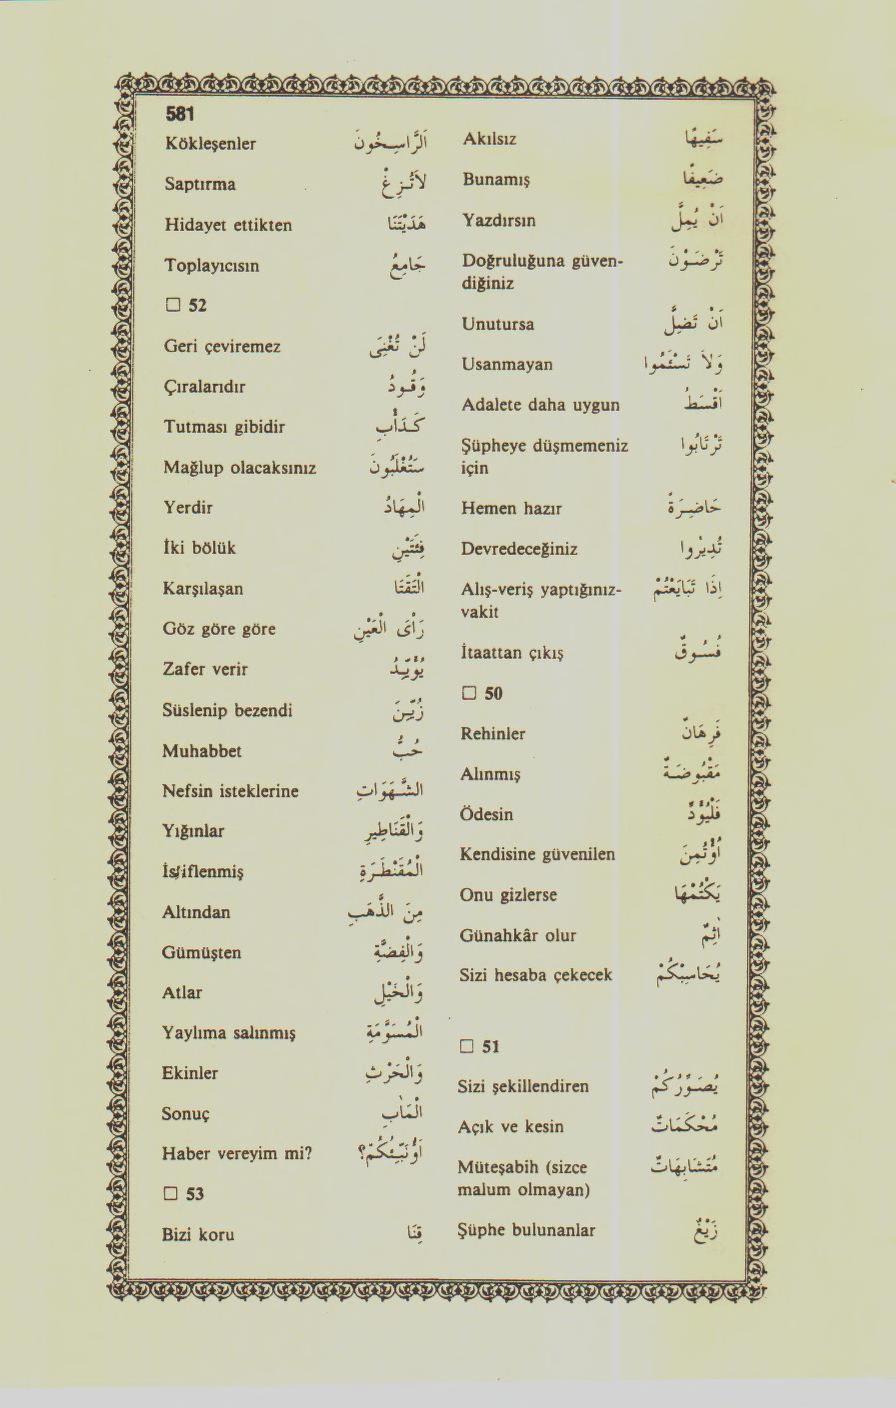 581
Akılsız سَفِيهًا
Bunamış ضَعِيفًا
Yazdırsın اَنْ يُمِلَّ
Doğruluğuna güven- تَرْضَوْنَ
diğiniz
Unutursa اَنْ تَضِلَّ
Usanmayan وَلاَ تَسْئَمُوا
Adalete daha uygun اَقْسَطُ
Şüpheye düşmemeniz تَرْتَابُوا
için
Hemen hazır حَاضِرَةً
Devredeceğiniz تُدِيرُوا
Alış-veriş yaptığınız- اِذَا تَبَايَعْتُمْ
vakit
İtaattan çıkış فُسُوقٌ
□ 50
Rehinler فَرِهَانٌ
Alınmış مَقْبُوضَةٌ
Ödesin فَلْيُؤَدِّ
Kendisine güvenilen اؤْتُمِنَ
Onu gizlerse يَكْتُمْهَا
Günahkâr olur اٰثِمٌ
Sizi hesaba çekecek يُحَاسِبْكُمْ
□ 51
Sizi şekillendiren يُصَوِّرُكُمْ
Açık ve kesin مُحْكَمَاتٌ
Müteşabih (sizce مُتَشَابِهَاتٌ
malum olmayan)
Şüphe bulunanlar زَيْغٌ
Kökleşenler اَلرَّاسِخُونَ
Saptırma لاَتُزِغْ
Hidayet ettikten هَدَيْتَنَا
Toplayıcısın جَامِعُ
□ 52
Geri çeviremez لَنْ تُغْنِىَ
Çıralarıdır وَقُودُ
Tutması gibidir كَدَاْبِ
Mağlup olacaksınız سَتُغْلَبُونَ
Yerdir الْمِهَادُ
İki bölük فِئَتَيْنِ
Karşılaşan الْتَقَتَا
Göz göre göre رَأْىَ الْعَيْنِ
Zafer verir يُؤَيِّدُ
Süslenip bezendi زُيِّنَ
Muhabbet حُبُّ
Nefsin isteklerine الشَّهَوَاتِ
Yığınlar وَالْقَنَاطِيرِ
İstiflenmiş الْمُقَنْطَرَةِ
Altından مِنَ الذَّهَبِ
Gümüşten وَالْفِضَّةِ
Atlar وَالْخَيْلِ
Yaylıma salınmış الْمُسَوَّمَةِ
Ekinler وَالْحَرْثِ
Sonuç الْمَاٰبِ
Haber vereyim mi? اَؤُنَبِّئُكُمْ؟
□ 53
Bizi koru قِنَا